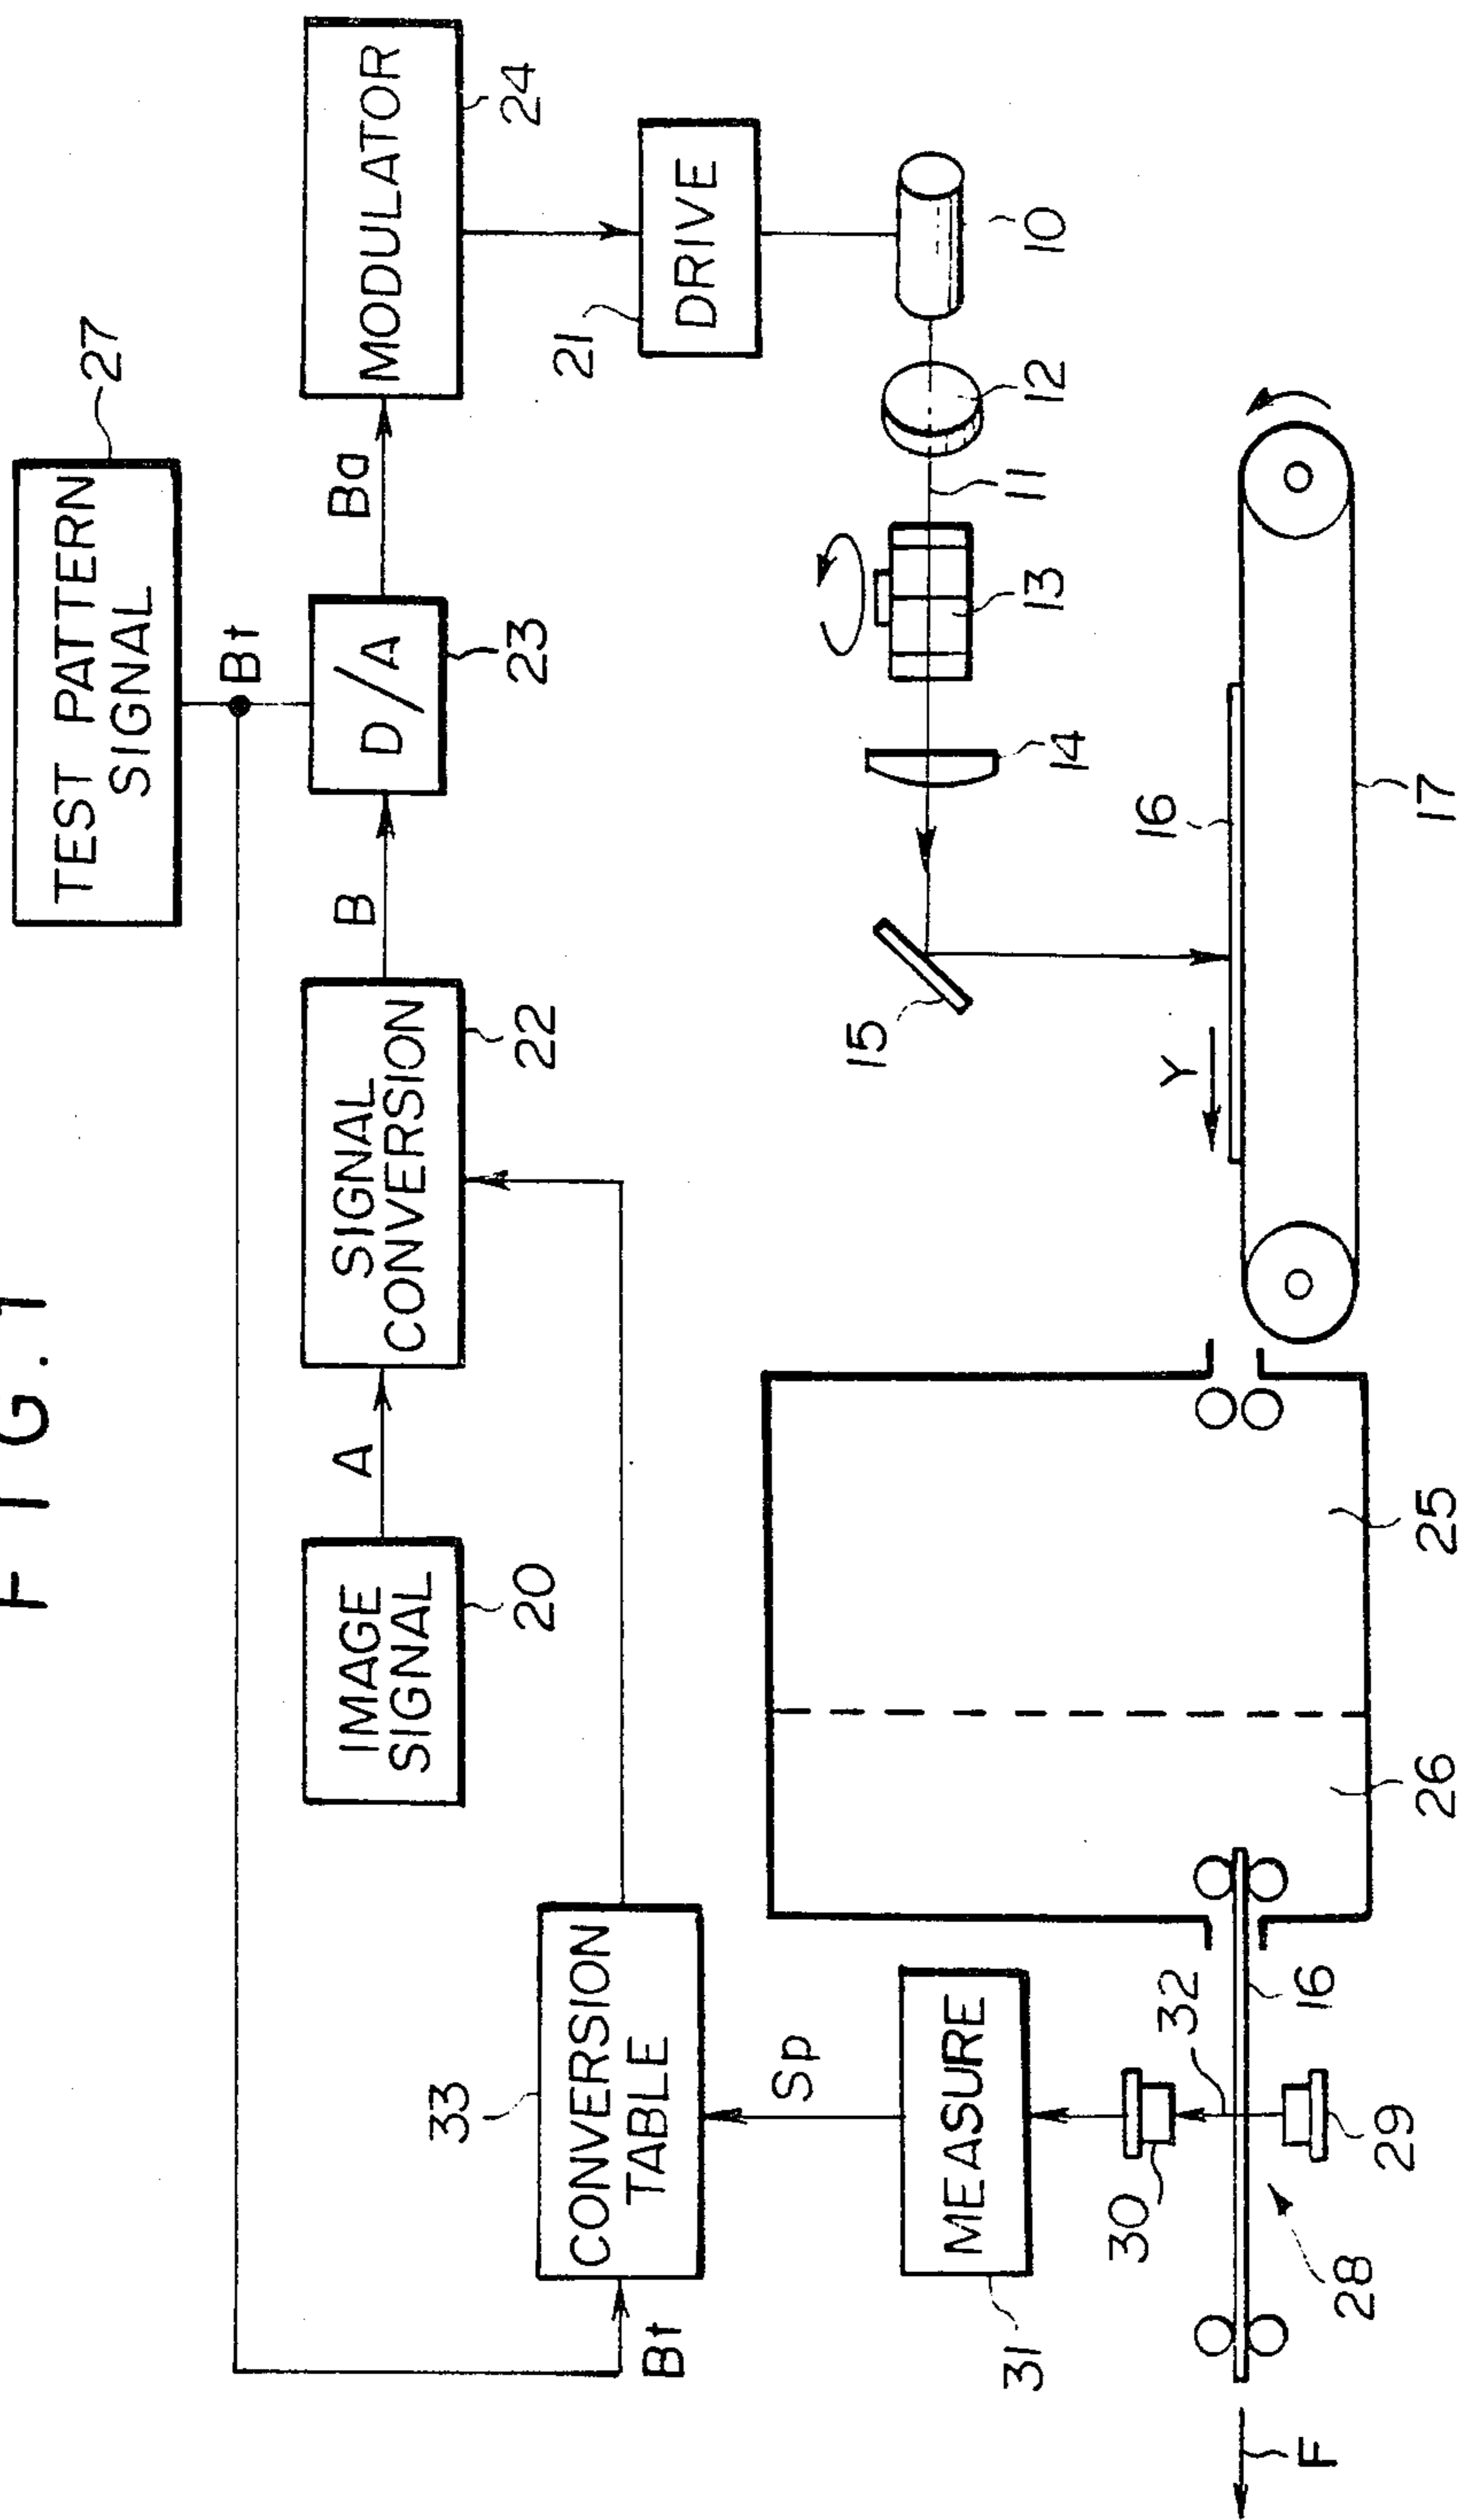 FIG.1
TEST PATTERN
SIGNAL
27
Bt
IMAGE
SIGNAL
20
A
SIGNAL
CONVERSION
22
B
D/A
23
Ba
MODULATOR
24
21
DRIVE
10
12
11
13
14
15
16
17
Y
25
26
33
CONVERSION
TABLE
Bt
Sp
MEASURE
31
30
32
16
29
28
F